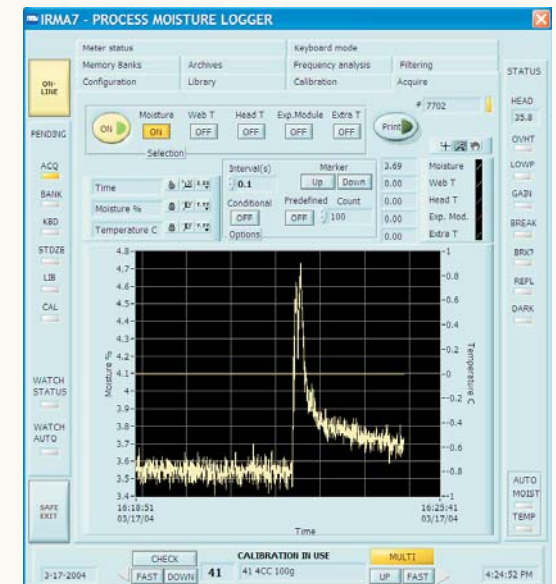 IRMA7 - PROCESS MOISTURE LOGGER
Meter status Keyboard mode
Memory Banks Archives Frequency analysis Filtering
Configuration Library Calibration Acquire
ON-LINE
PENDING
ACQ
BANK
KBD
STDZE
LIB
CAL
WATCH STATUS
WATCH AUTO
SAFE EXIT
# 7702
Moisture Web T Head T Exp.Module Extra T
ON ON OFF OFF OFF OFF Print
Selection
Time
Moisture %
Temperature C
Interval(s) Marker
0.1 Up Down
Conditional Predefined Count
OFF OFF 100
Options
3.69 Moisture
0.00 Web T
0.00 Head T
0.00 Exp. Mod.
0.00 Extra T
Moisture %
4.8
4.7
4.6
4.5
4.4
4.3
4.2
4.1
4
3.9
3.8
3.7
3.6
3.5
3.4
-1
-0.8
-0.6
-0.4
-0.2
-0
-0.2
-0.4
-0.6
-0.8
-1
Temperature C
16:18:51 16:25:41
03/17/04 03/17/04
Time
STATUS
HEAD
35.8
OVHT
LOWP
GAIN
BREAK
BRK?
REFL
DARK
AUTO
MOIST
TEMP
CHECK CALIBRATION IN USE MULTI
3-17-2004 FAST DOWN 41 41 4CC 100g UP FAST 4:24:52 PM